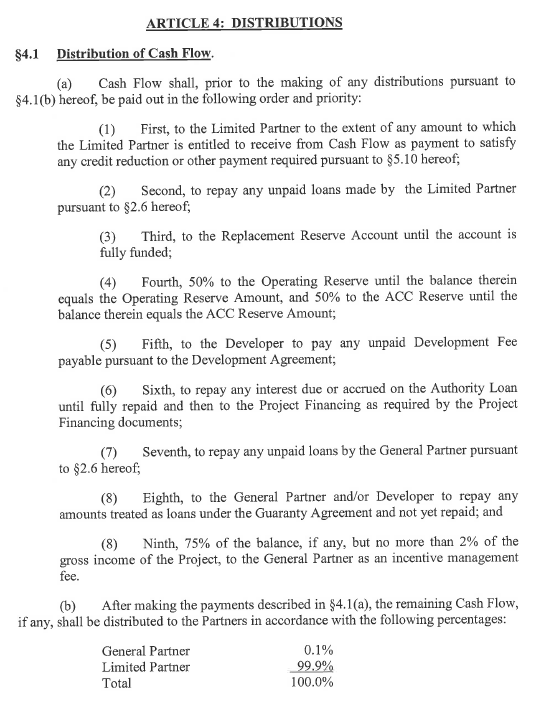 ARTICLE 4: DISTRIBUTIONS
§4.1 Distribution of Cash Flow.
(a) Cash Flow shall, prior to the making of any distributions pursuant to
§4.1(b) hereof, be paid out in the following order and priority:
(1) First, to the Limited Partner to the extent of any amount to which
the Limited Partner is entitled to receive from Cash Flow as payment to satisfy
any credit reduction or other payment required pursuant to §5.10 hereof;
(2) Second, to repay any unpaid loans made by the Limited Partner
pursuant to §2.6 hereof;
(3) Third, to the Replacement Reserve Account until the account is
fully funded;
(4) Fourth, 50% to the Operating Reserve until the balance therein
equals the Operating Reserve Amount, and 50% to the ACC Reserve until the
balance therein equals the ACC Reserve Amount;
(5) Fifth, to the Developer to pay any unpaid Development Fee
payable pursuant to the Development Agreement;
(6) Sixth, to repay any interest due or accrued on the Authority Loan
until fully repaid and then to the Project Financing as required by the Project
Financing documents;
(7) Seventh, to repay any unpaid loans by the General Partner pursuant
to §2.6 hereof;
(8) Eighth, to the General Partner and/or Developer to repay any
amounts treated as loans under the Guaranty Agreement and not yet repaid; and
(8) Ninth, 75% of the balance, if any, but no more than 2% of the
gross income of the Project, to the General Partner as an incentive management
fee.
(b) After making the payments described in §4.1(a), the remaining Cash Flow,
if any, shall be distributed to the Partners in accordance with the following percentages:
General Partner 0.1%
Limited Partner 99.9%
Total 100.0%